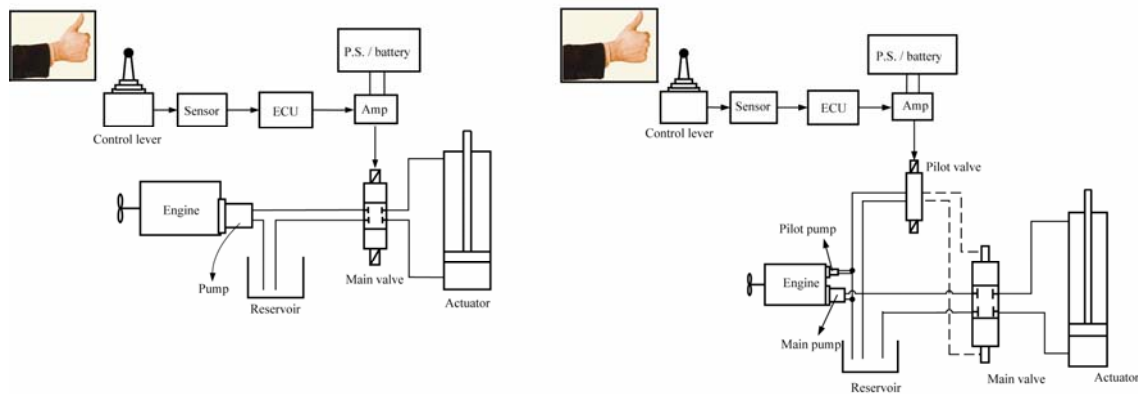 P.S. / battery
Sensor
ECU
Amp
Control lever
Engine
Pump
Reservoir
Main valve
Actuator
P.S. / battery
Sensor
ECU
Amp
Control lever
Pilot valve
Pilot pump
Engine
Main pump
Reservoir
Main valve
Actuator